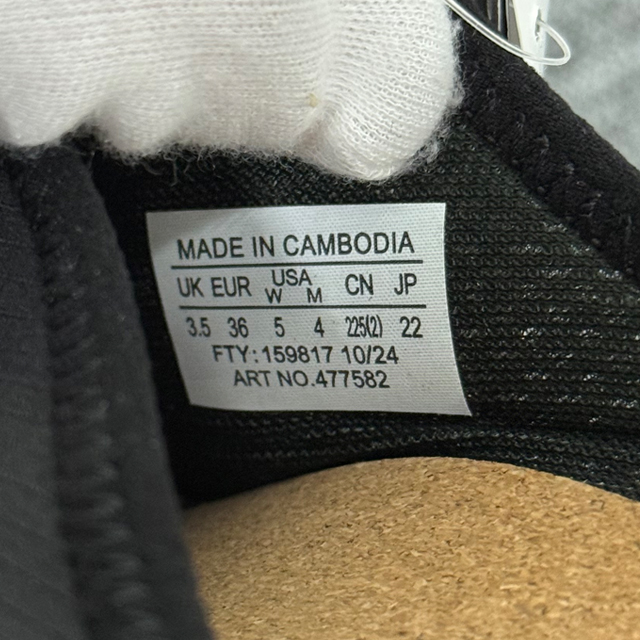 MADE IN CAMBODIA
UK EUR USA W M CN JP
3.5 36 5 4 225(2) 22
FTY: 159817 10/24
ART NO.477582